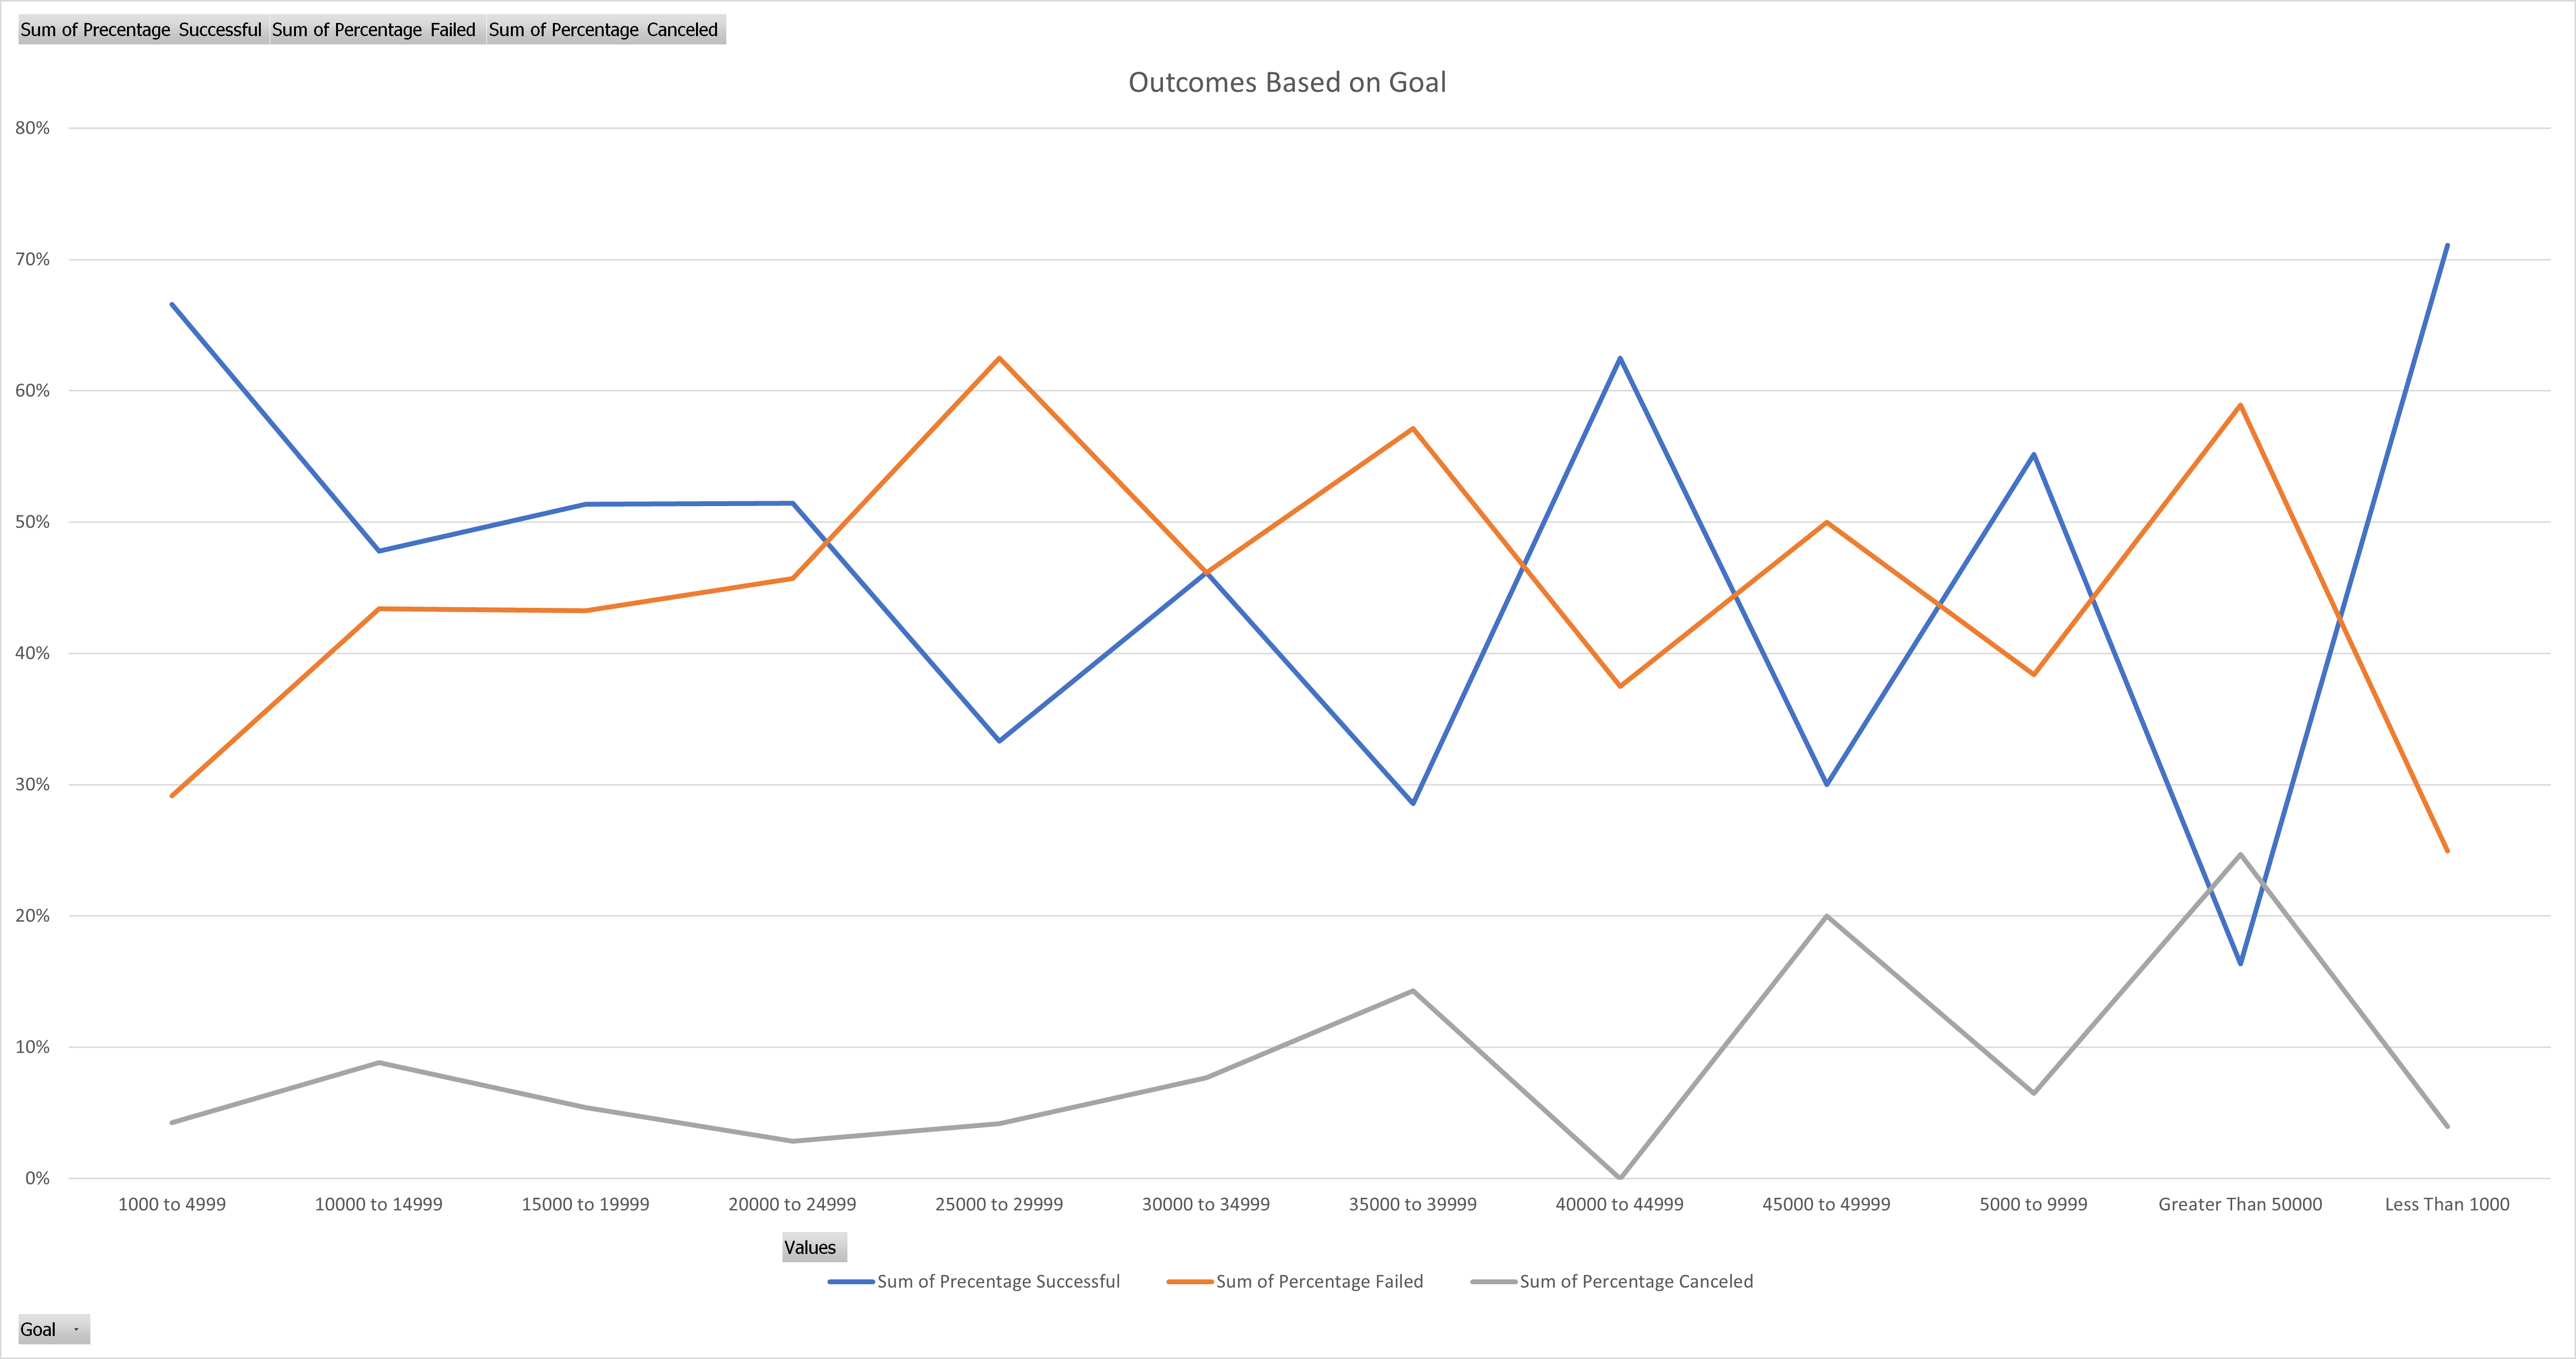 Sum of Precentage Successful Sum of Percentage Failed Sum of Percentage Canceled
Outcomes Based on Goal
80%
70%
60%
50%
40%
30%
20%
10%
0%
1000 to 4999 10000 to 14999 15000 to 19999 20000 to 24999 25000 to 29999 30000 to 34999 35000 to 39999 40000 to 44999 45000 to 49999 5000 to 9999 Greater Than 50000 Less Than 1000
Values
Sum of Precentage Successful Sum of Percentage Failed Sum of Percentage Canceled
Goal